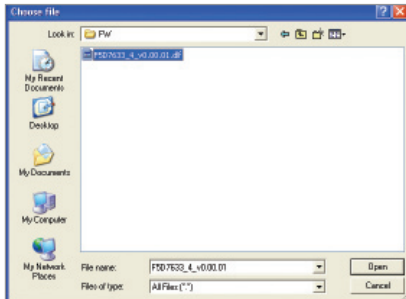 Choose file
Look in: FW
F5D7633_4_v0.00.01.dlf
My Recent
Documents
Desktop
My Documents
My Computer
My Network
Places
File name: F5D7633_4_v0.00.01 Open
Files of type: All Files (*.*) Cancel